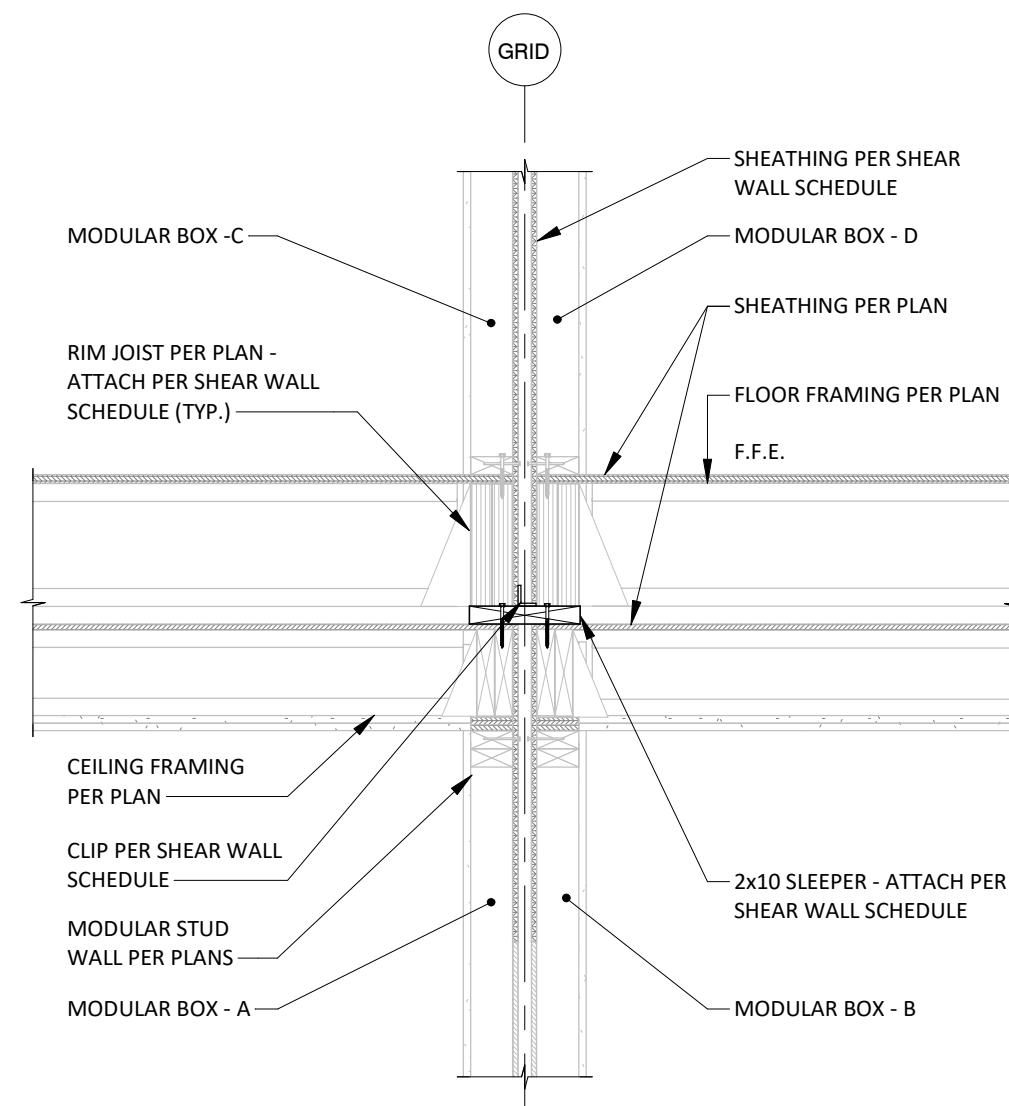 GRID
SHEATHING PER SHEAR
WALL SCHEDULE
MODULAR BOX -C
MODULAR BOX - D
SHEATHING PER PLAN
RIM JOIST PER PLAN -
ATTACH PER SHEAR WALL
SCHEDULE (TYP.)
FLOOR FRAMING PER PLAN
F.F.E.
CEILING FRAMING
PER PLAN
CLIP PER SHEAR WALL
SCHEDULE
2x10 SLEEPER - ATTACH PER
SHEAR WALL SCHEDULE
MODULAR STUD
WALL PER PLANS
MODULAR BOX - A
MODULAR BOX - B